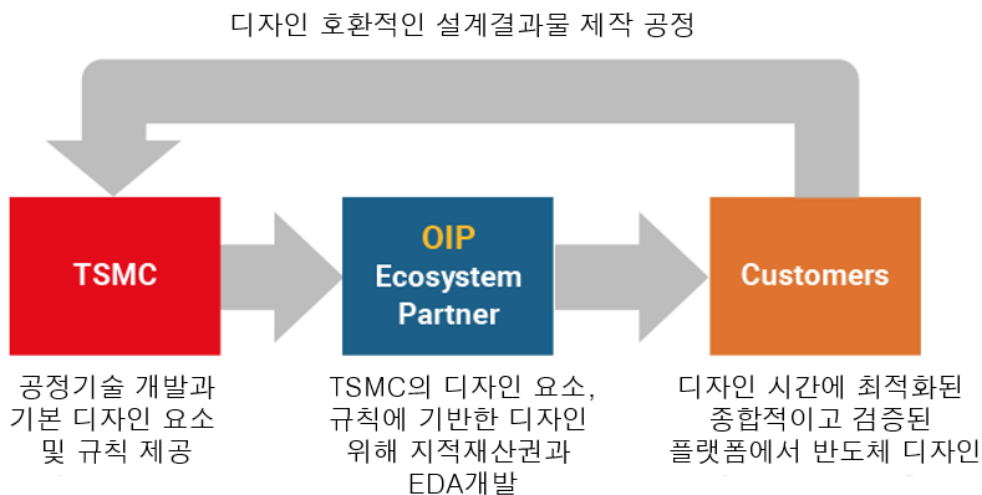 디자인 호환적인 설계결과물 제작 공정
TSMC
OIP
Ecosystem
Partner
Customers
공정기술 개발과
기본 디자인 요소
및 규칙 제공
TSMC의 디자인 요소,
규칙에 기반한 디자인
위해 지적재산권과
EDA개발
디자인 시간에 최적화된
종합적이고 검증된
플랫폼에서 반도체 디자인